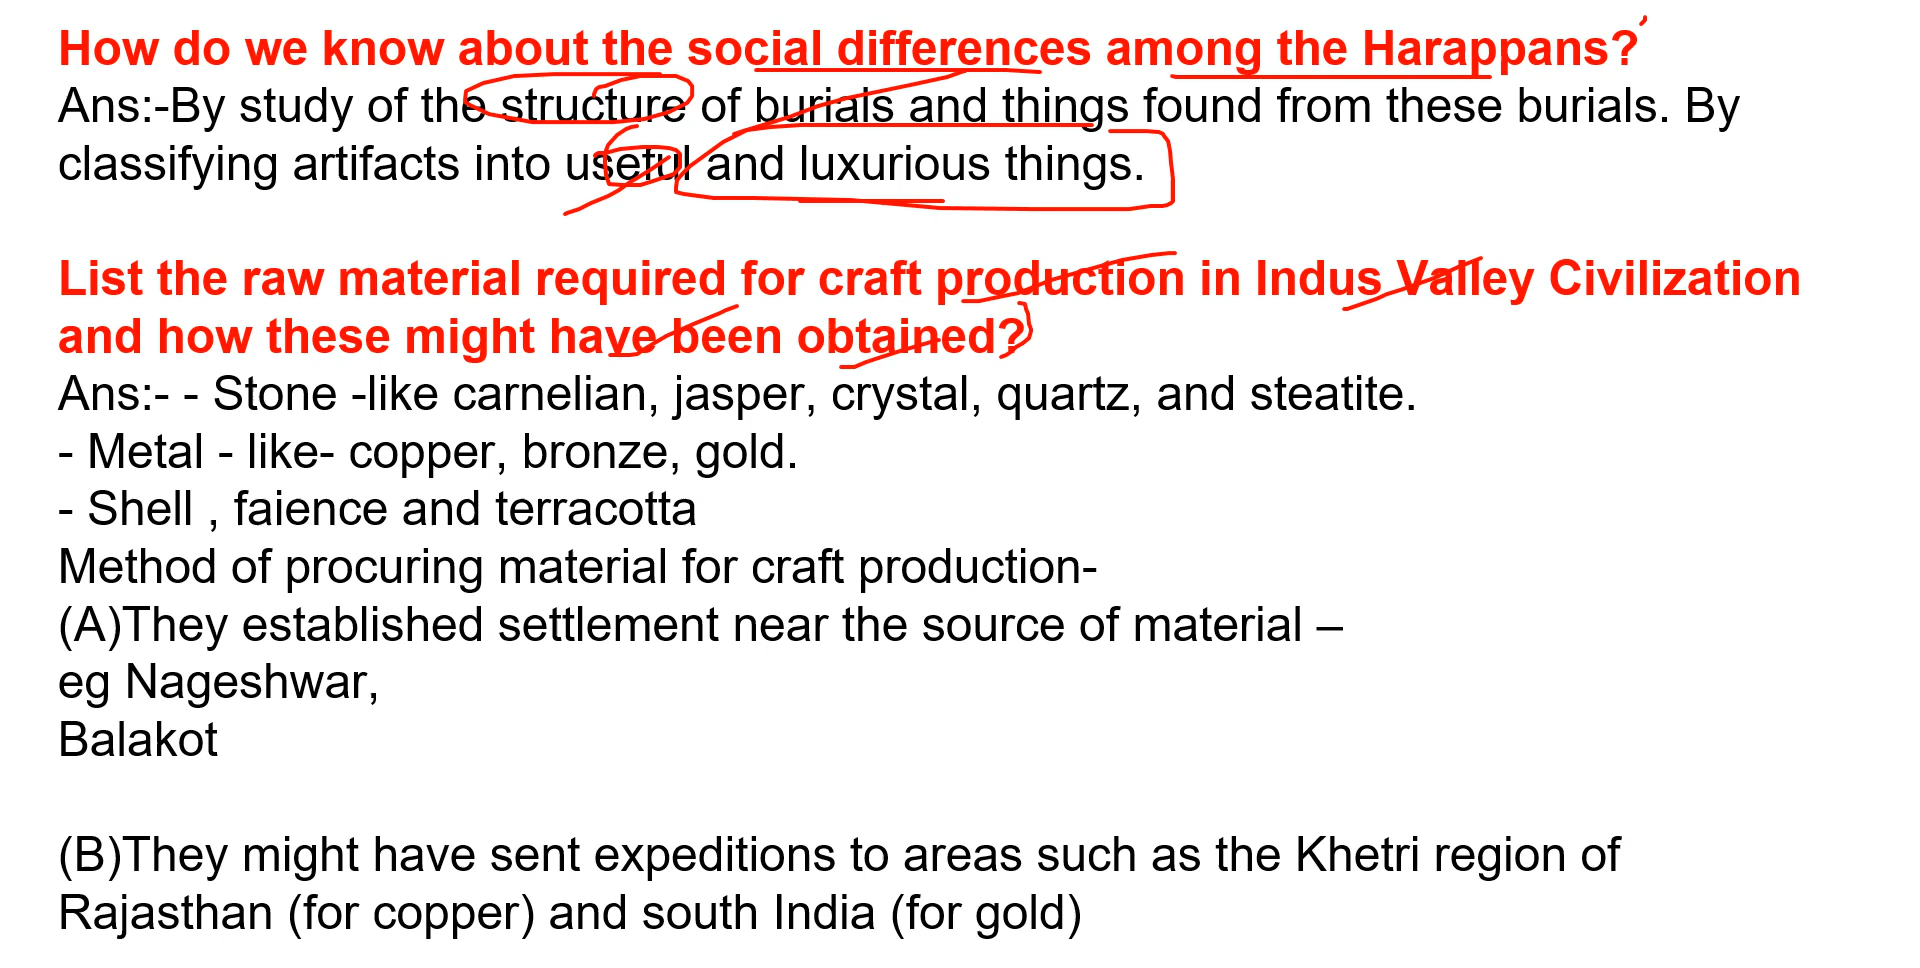 How do we know about the social differences among the Harappans?
Ans:-By study of the structure of burials and things found from these burials. By
classifying artifacts into useful and luxurious things.
List the raw material required for craft production in Indus Valley Civilization
and how these might have been obtained?
Ans:- - Stone -like carnelian, jasper, crystal, quartz, and steatite.
- Metal - like- copper, bronze, gold.
- Shell , faience and terracotta
Method of procuring material for craft production-
(A)They established settlement near the source of material –
eg Nageshwar,
Balakot
(B)They might have sent expeditions to areas such as the Khetri region of
Rajasthan (for copper) and south India (for gold)